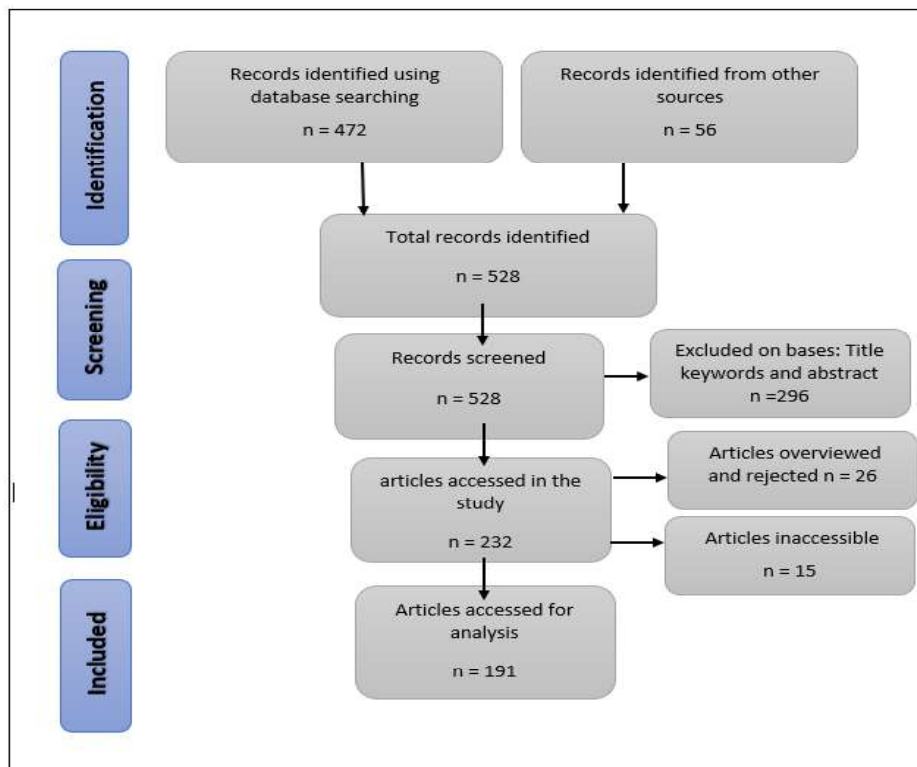 Identification
Records identified using
database searching
n = 472
Records identified from other
sources
n = 56
Total records identified
n = 528
Screening
Records screened
n = 528
Excluded on bases: Title
keywords and abstract
n =296
Eligibility
articles accessed in the
study
n = 232
Articles overviewed
and rejected n = 26
Articles inaccessible
n = 15
Included
Articles accessed for
analysis
n = 191